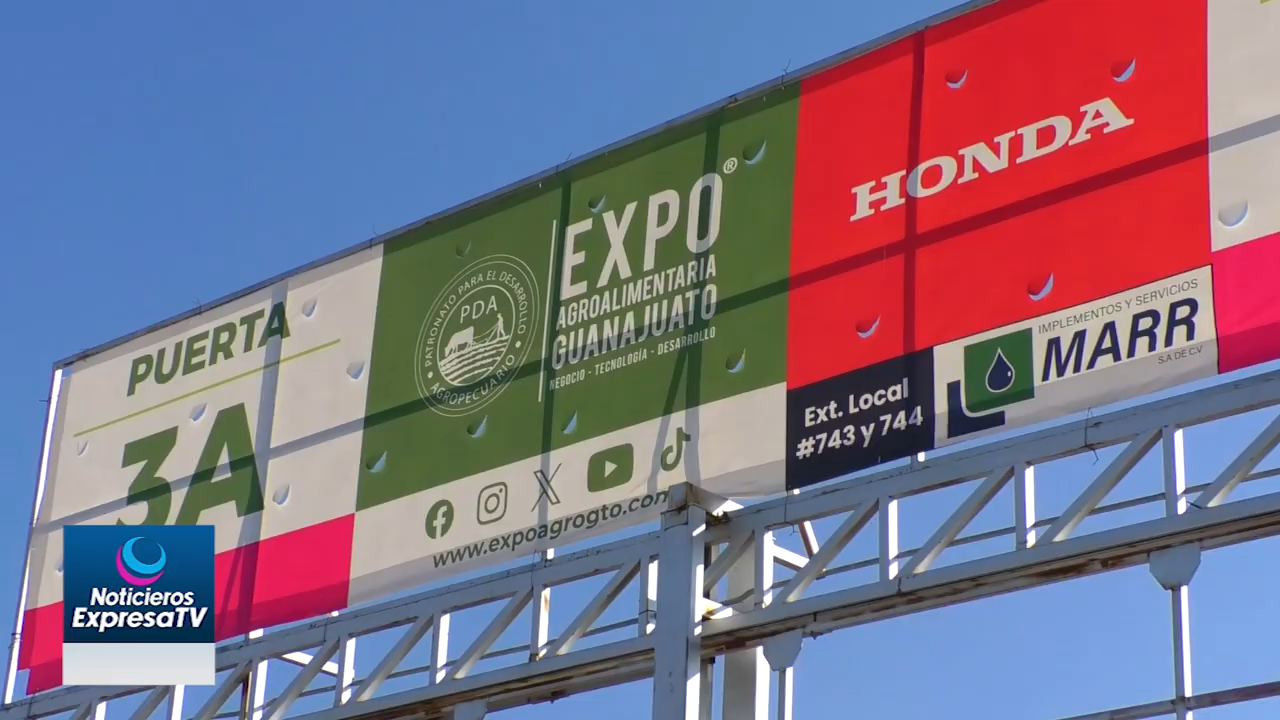 PUERTA
3A
PATRONATO PARA EL DESARROLLO
PDA
AGROPECUARIO
EXPO®
AGROALIMENTARIA
GUANAJUATO
NEGOCIO - TECNOLOGÍA - DESARROLLO
www.expoagrogto.com
HONDA
Ext. Local
#743 y 744
IMPLEMENTOS Y SERVICIOS
MARR
S.A DE CV
Noticieros
ExpresaTV